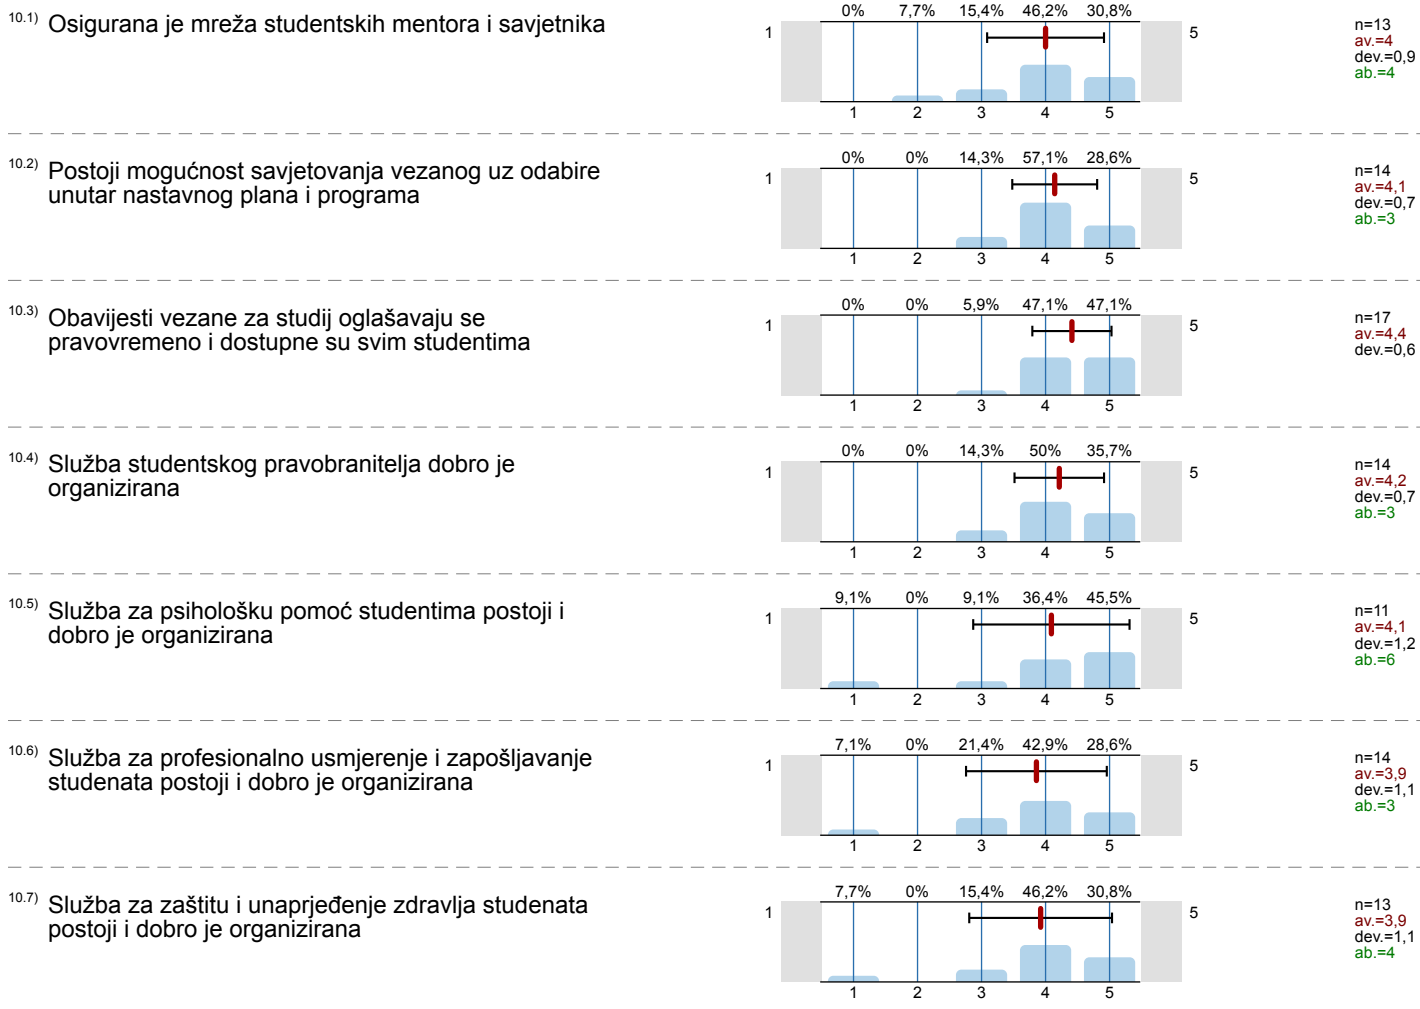 10.1) Osigurana je mreža studentskih mentora i savjetnika
0% 7,7% 15,4% 46,2% 30,8%
1 5
1 2 3 4 5
n=13
av.=4
dev.=0,9
ab.=4
10.2) Postoji mogućnost savjetovanja vezanog uz odabire
unutar nastavnog plana i programa
0% 0% 14,3% 57,1% 28,6%
1 5
1 2 3 4 5
n=14
av.=4,1
dev.=0,7
ab.=3
10.3) Obavijesti vezane za studij oglašavaju se
pravovremeno i dostupne su svim studentima
0% 0% 5,9% 47,1% 47,1%
1 5
1 2 3 4 5
n=17
av.=4,4
dev.=0,6
10.4) Služba studentskog pravobranitelja dobro je
organizirana
0% 0% 14,3% 50% 35,7%
1 5
1 2 3 4 5
n=14
av.=4,2
dev.=0,7
ab.=3
10.5) Služba za psihološku pomoć studentima postoji i
dobro je organizirana
9,1% 0% 9,1% 36,4% 45,5%
1 5
1 2 3 4 5
n=11
av.=4,1
dev.=1,2
ab.=6
10.6) Služba za profesionalno usmjerenje i zapošljavanje
studenata postoji i dobro je organizirana
7,1% 0% 21,4% 42,9% 28,6%
1 5
1 2 3 4 5
n=14
av.=3,9
dev.=1,1
ab.=3
10.7) Služba za zaštitu i unaprjeđenje zdravlja studenata
postoji i dobro je organizirana
7,7% 0% 15,4% 46,2% 30,8%
1 5
1 2 3 4 5
n=13
av.=3,9
dev.=1,1
ab.=4